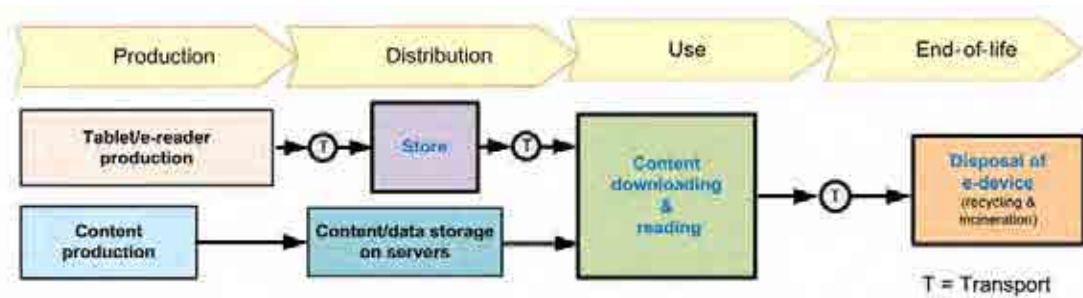 Production
Distribution
Use
End-of-life
Tablet/e-reader
production
T
Store
T
Content
downloading
&
reading
T
Disposal of
e-device
(recycling &
incineration)
Content
production
Content/data storage
on servers
T = Transport